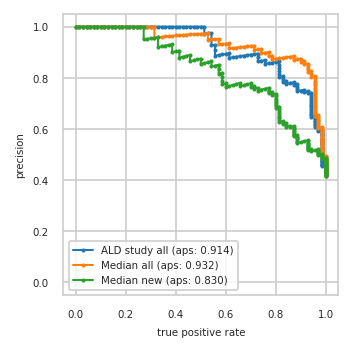 1.0
0.8
0.6
0.4
0.2
0.0
precision
ALD study all (aps: 0.914)
Median all (aps: 0.932)
Median new (aps: 0.830)
0.0 0.2 0.4 0.6 0.8 1.0
true positive rate